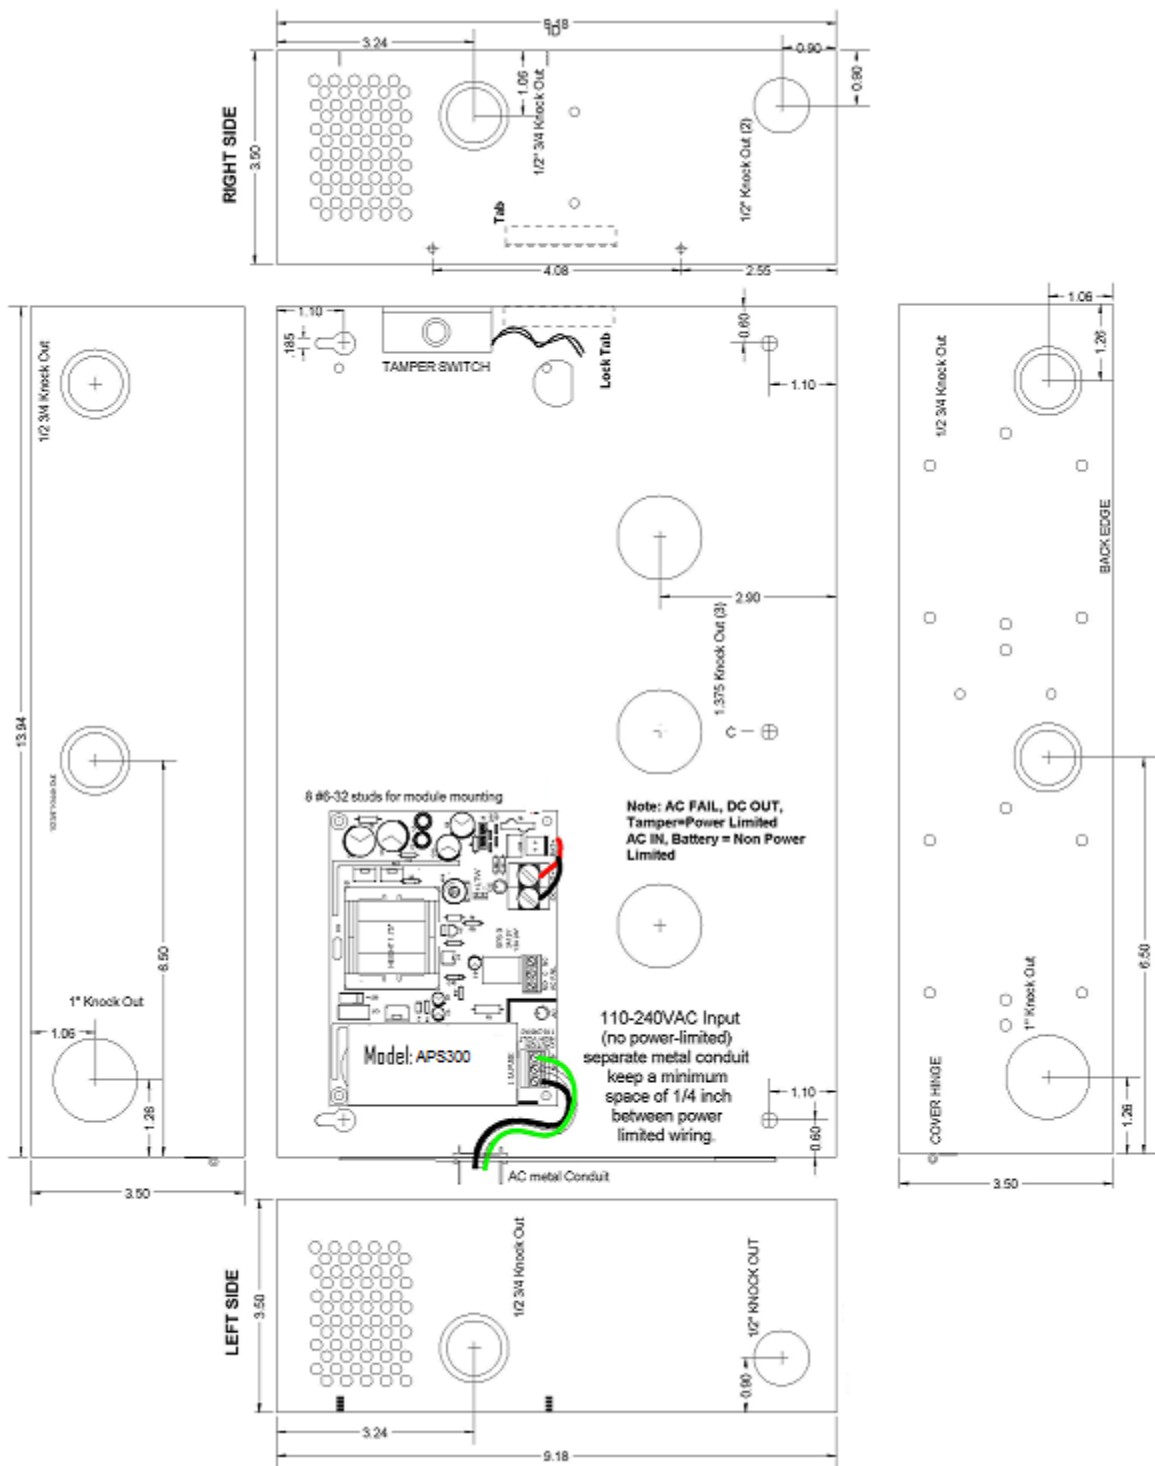 9.18
ID
3.24
0.90
1.06
0.90
RIGHT SIDE
3.50
1/2" 3/4 Knock Out
1/2" Knock Out (2)
Tab
4.08
2.55
1.10
185
TAMPER SWITCH
Lock Tab
0.60
1.10
1/2 3/4 Knock Out
1/2 3/4 Knock Out
1.06
1.26
BACK EDGE
2.90
1.375 Knock Out (3)
C
13.94
8 #6-32 studs for module mounting
Note: AC FAIL, DC OUT,
Tamper=Power Limited
AC IN, Battery = Non Power
Limited
6.50
6.50
HEIGHT 1.75"
1" Knock Out
1.06
1.26
Model: APS300
110-240VAC Input
(no power-limited)
separate metal conduit
keep a minimum
space of 1/4 inch
between power
limited wiring.
1.10
0.60
1" Knock Out
COVER HINGE
1.26
3.50
3.50
AC metal Conduit
LEFT SIDE
3.50
1/2 3/4 Knock Out
1/2" KNOCK OUT
0.90
3.24
9.18